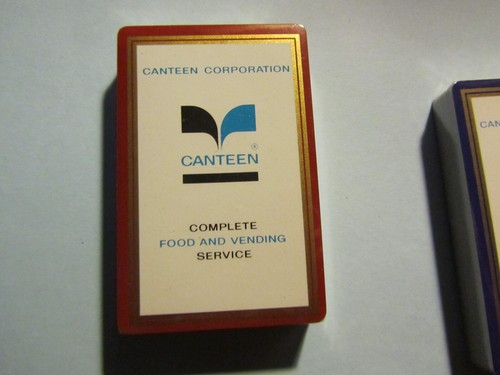 CANTEEN CORPORATION
®
CANTEEN
COMPLETE
FOOD AND VENDING
SERVICE